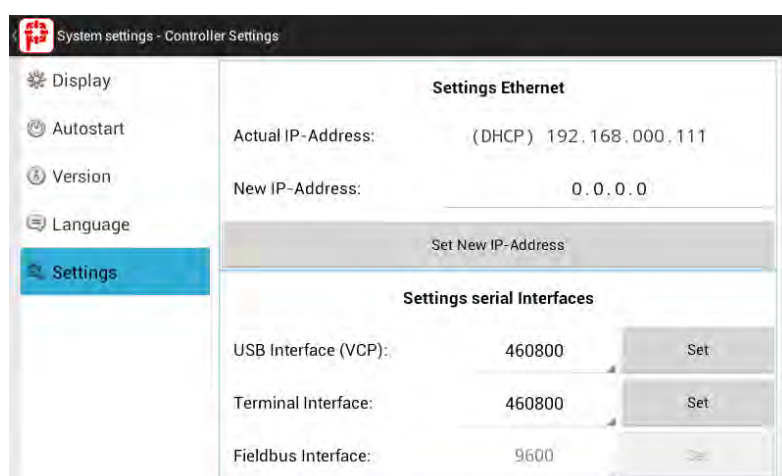 System settings - Controller Settings
Display
Autostart
Version
Language
Settings
Settings Ethernet
Actual IP-Address: (DHCP) 192.168.000.111
New IP-Address: 0.0.0.0
Set New IP-Address
Settings serial Interfaces
USB Interface (VCP): 460800 Set
Terminal Interface: 460800 Set
Fieldbus Interface: 9600 Set